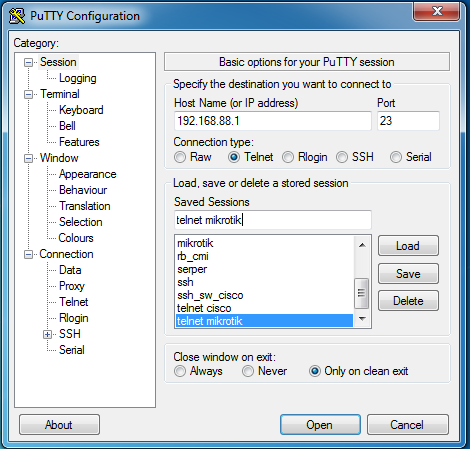 PuTTY Configuration
Category:
Session
Logging
Terminal
Keyboard
Bell
Features
Window
Appearance
Behaviour
Translation
Selection
Colours
Connection
Data
Proxy
Telnet
Rlogin
SSH
Serial
Basic options for your PuTTY session
Specify the destination you want to connect to
Host Name (or IP address) Port
192.168.88.1 23
Connection type:
Raw Telnet Rlogin SSH Serial
Load, save or delete a stored session
Saved Sessions
telnet mikrotik
mikrotik
rb_cmi
serper
ssh
ssh_sw_cisco
telnet cisco
telnet mikrotik
Load
Save
Delete
Close window on exit:
Always Never Only on clean exit
About Open Cancel